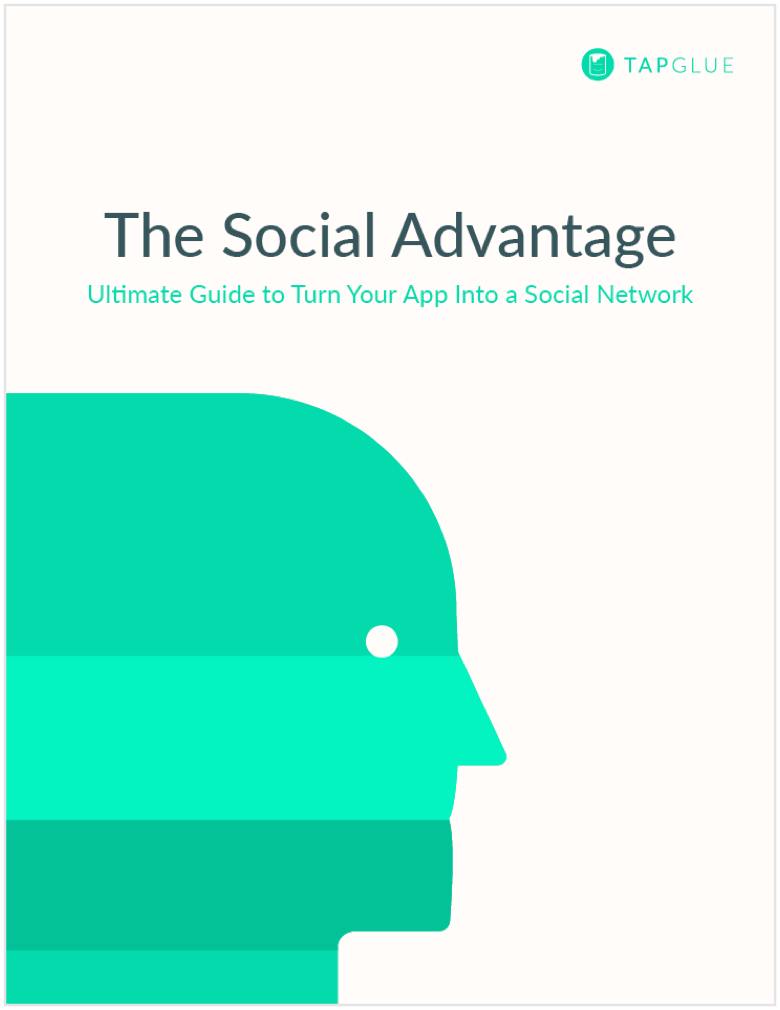 TAPGLUE
The Social Advantage
Ultimate Guide to Turn Your App Into a Social Network